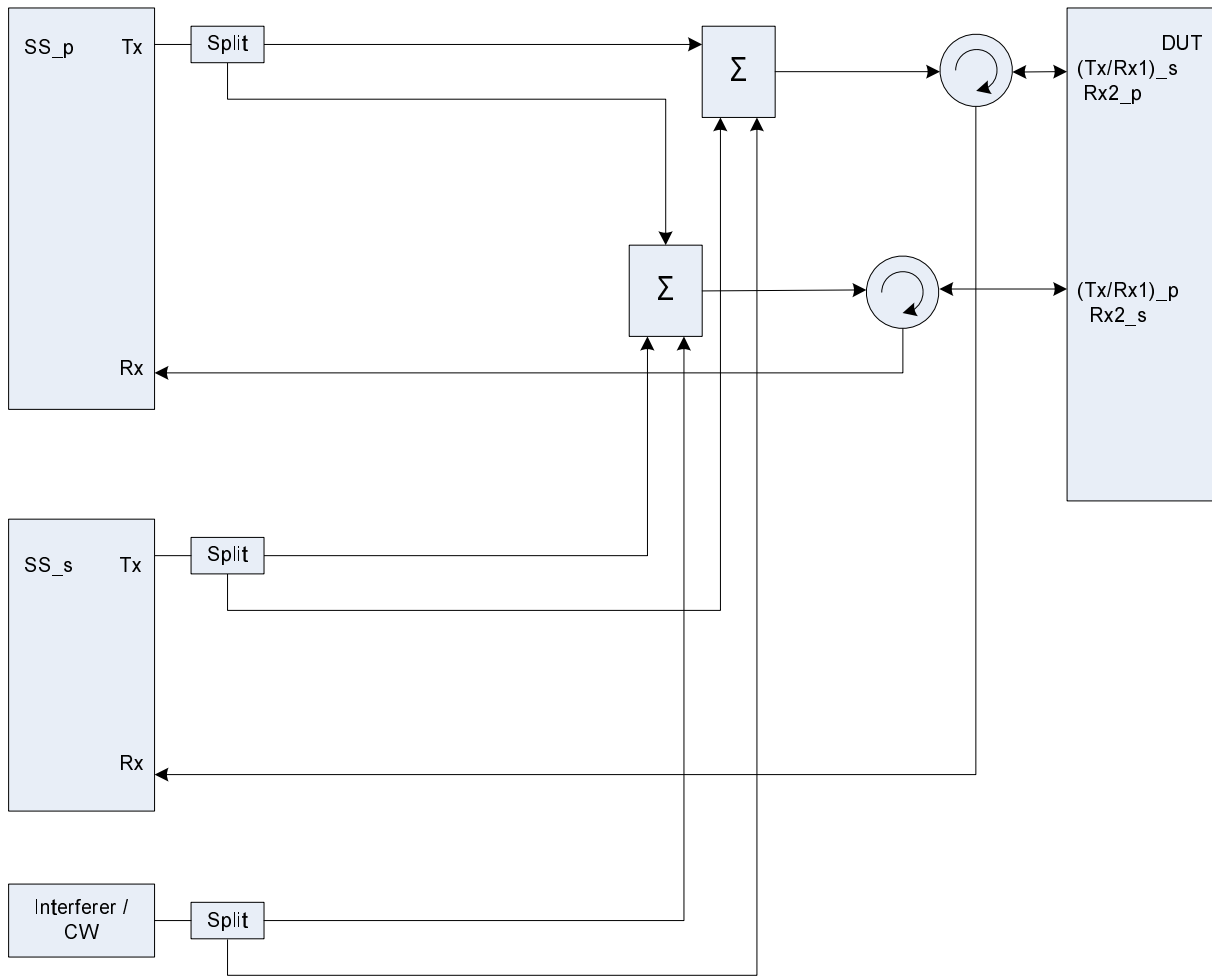 SS_p Tx
Split
Σ
DUT
(Tx/Rx1)_s
Rx2_p
Σ
(Tx/Rx1)_p
Rx2_s
Rx
SS_s Tx
Split
Rx
Interferer /
CW
Split